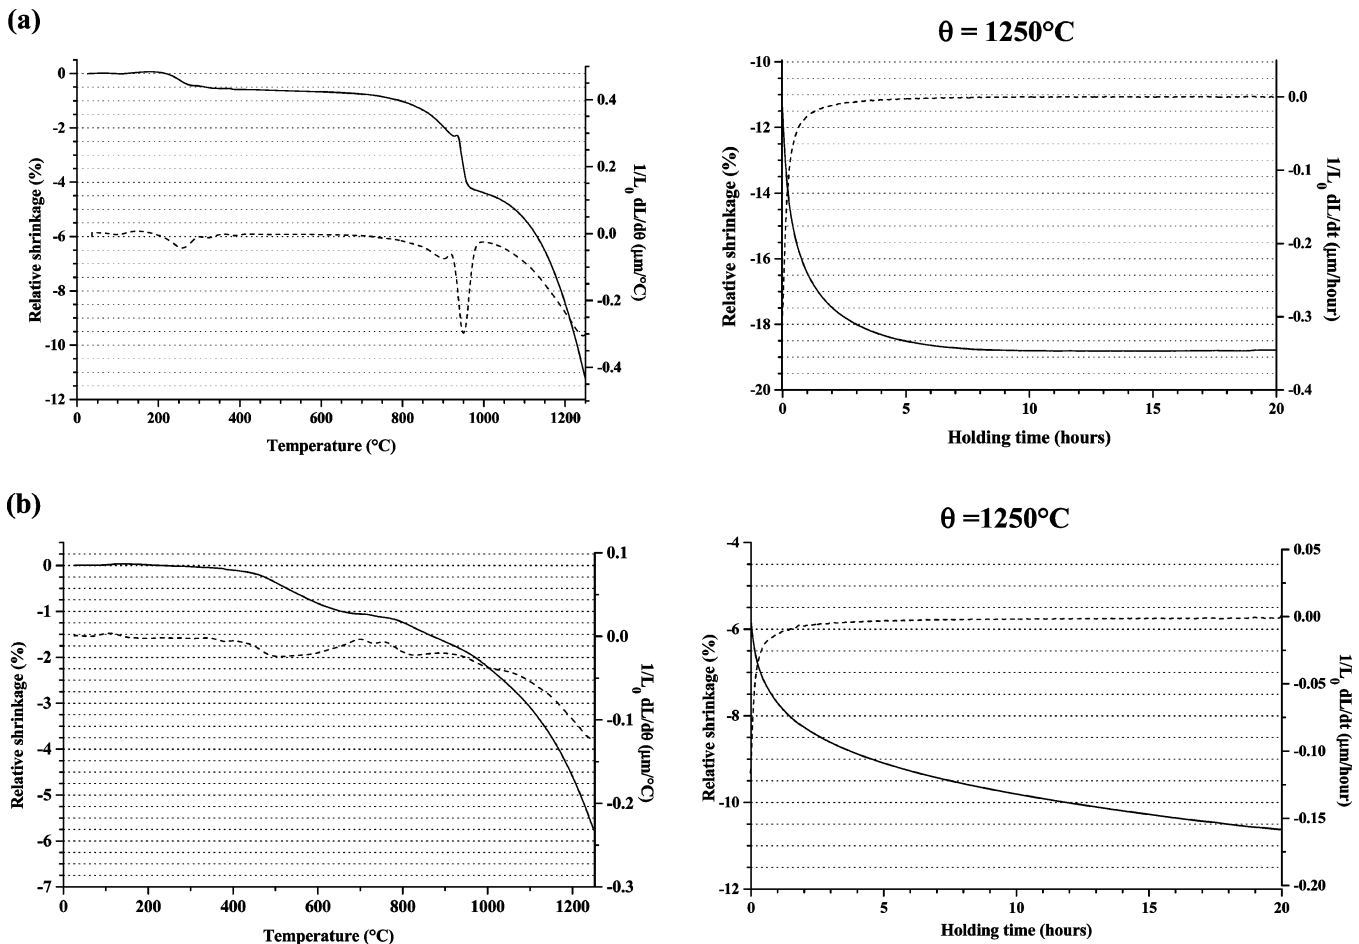 (a)
0
-2
-4
-6
-8
-10
-12
Relative shrinkage (%)
0 200 400 600 800 1000 1200
Temperature (°C)
0.4
0.2
0.0
-0.2
-0.4
1/L0 dL/dθ (μm/°C)
θ = 1250°C
-10
-12
-14
-16
-18
-20
Relative shrinkage (%)
0 5 10 15 20
Holding time (hours)
0.0
-0.1
-0.2
-0.3
-0.4
1/L0 dL/dt (μm/hour)
(b)
0
-1
-2
-3
-4
-5
-6
-7
Relative shrinkage (%)
0 200 400 600 800 1000 1200
Temperature (°C)
0.1
0.0
-0.1
-0.2
-0.3
1/L0 dL/dθ (μm/°C)
θ =1250°C
-4
-6
-8
-10
-12
Relative shrinkage (%)
0 5 10 15 20
Holding time (hours)
0.05
0.00
-0.05
-0.10
-0.15
-0.20
1/L0 dL/dt (μm/hour)